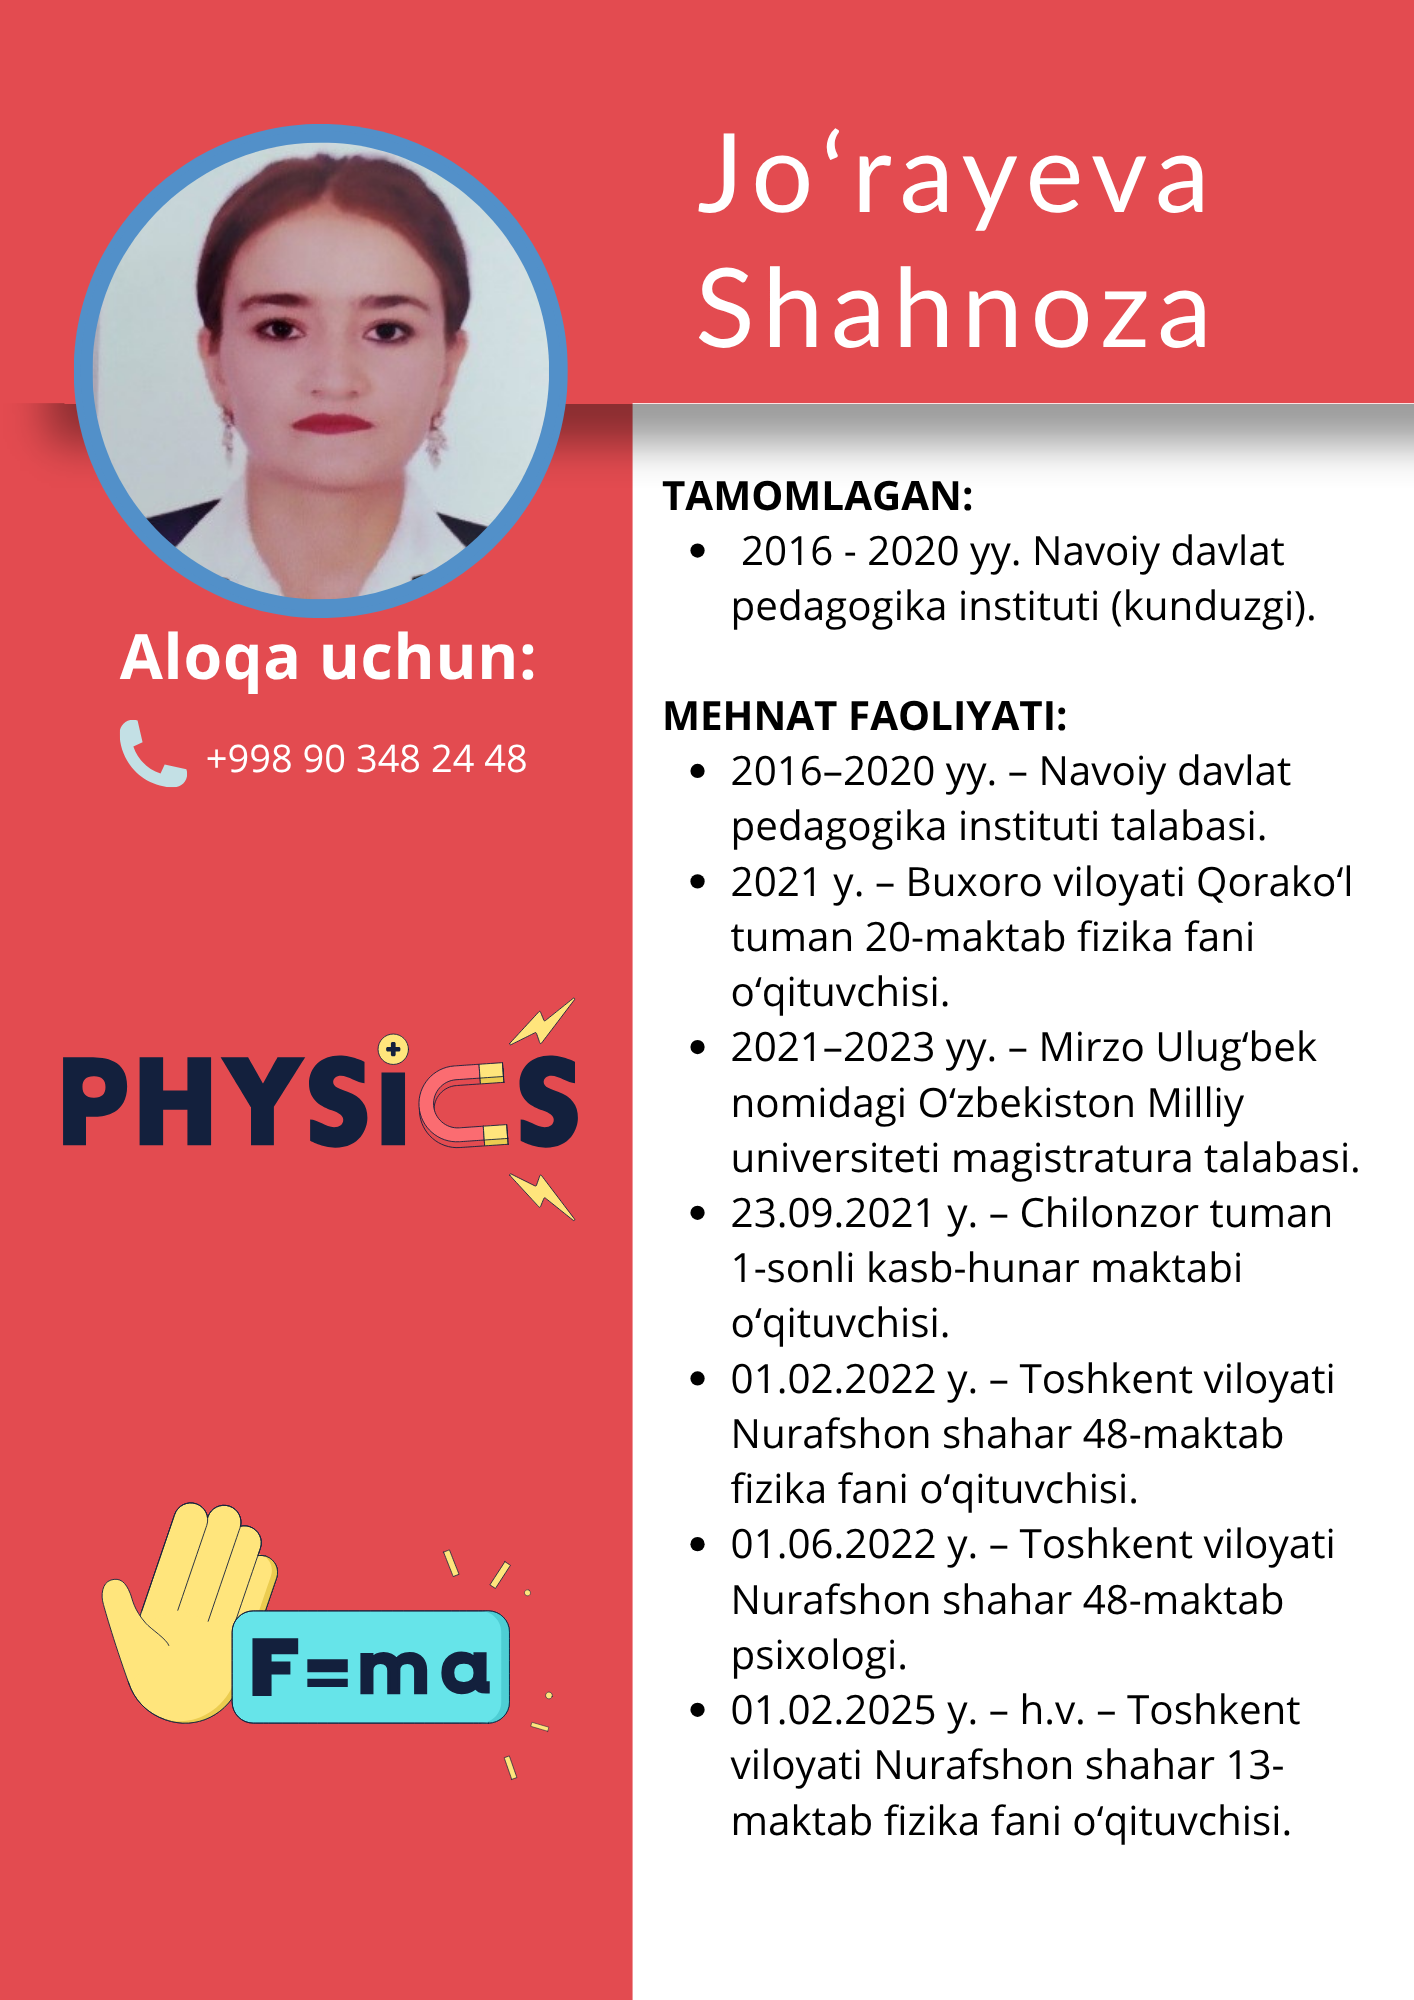 Jo‘rayeva
Shahnoza
Aloqa uchun:
+998 90 348 24 48
PHYSiCS
F=ma
TAMOMLAGAN:
• 2016 - 2020 yy. Navoiy davlat
pedagogika instituti (kunduzgi).
MEHNAT FAOLIYATI:
• 2016–2020 yy. – Navoiy davlat
pedagogika instituti talabasi.
• 2021 y. – Buxoro viloyati Qorako‘l
tuman 20-maktab fizika fani
o‘qituvchisi.
• 2021–2023 yy. – Mirzo Ulug‘bek
nomidagi O‘zbekiston Milliy
universiteti magistratura talabasi.
• 23.09.2021 y. – Chilonzor tuman
1-sonli kasb-hunar maktabi
o‘qituvchisi.
• 01.02.2022 y. – Toshkent viloyati
Nurafshon shahar 48-maktab
fizika fani o‘qituvchisi.
• 01.06.2022 y. – Toshkent viloyati
Nurafshon shahar 48-maktab
psixologi.
• 01.02.2025 y. – h.v. – Toshkent
viloyati Nurafshon shahar 13-
maktab fizika fani o‘qituvchisi.